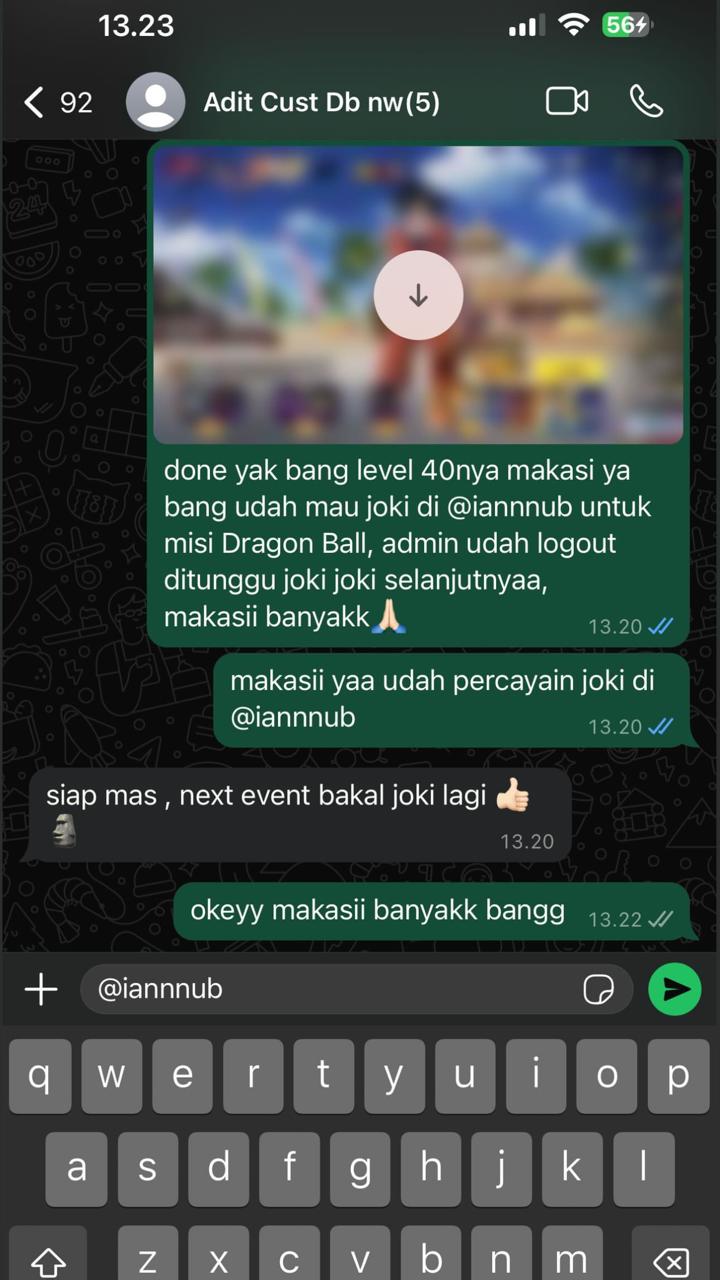 13.23
56
92
Adit Cust Db nw(5)
done yak bang level 40nya makasi ya
bang udah mau joki di @iannnub untuk
misi Dragon Ball, admin udah logout
ditunggu joki joki selanjutnyaa,
makasii banyakk🙏🏻
13.20
makasii yaa udah percayain joki di
@iannnub
13.20
siap mas , next event bakal joki lagi 👍🏻
🗿
13.20
okeyy makasii banyakk bangg
13.22
@iannnub
q w e r t y u i o p
a s d f g h j k l
z x c v b n m